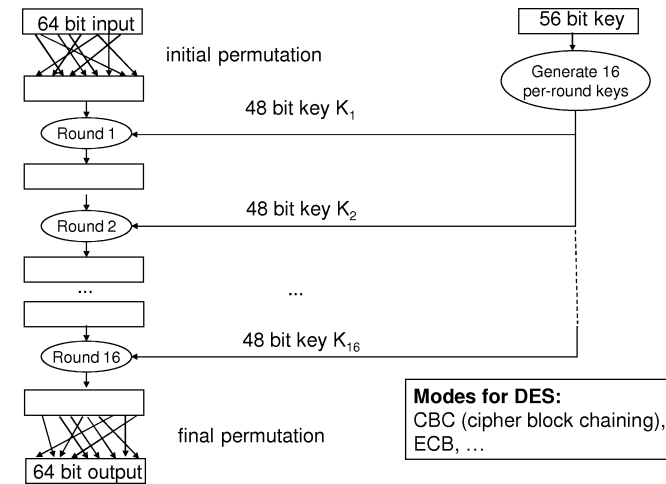 64 bit input
56 bit key
initial permutation
Generate 16
per-round keys
48 bit key K1
Round 1
48 bit key K2
Round 2
...
...
48 bit key K16
Round 16
Modes for DES:
CBC (cipher block chaining),
ECB, ...
final permutation
64 bit output